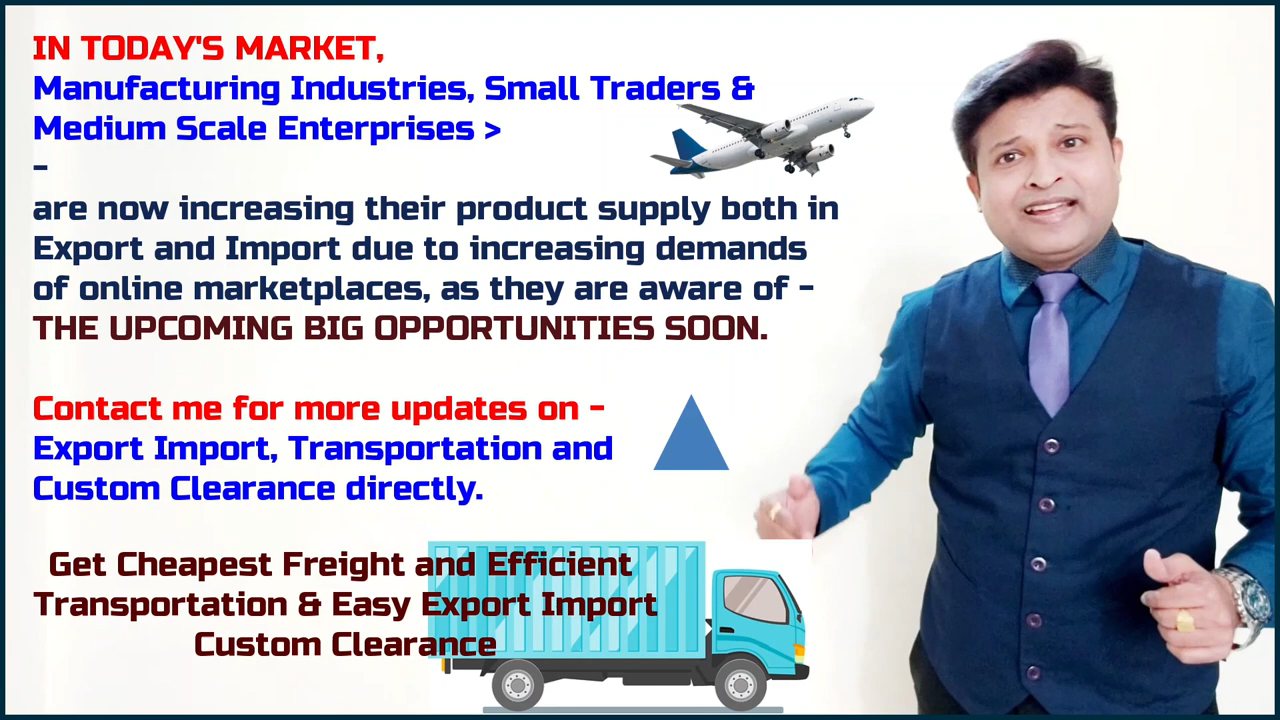 IN TODAY'S MARKET,
Manufacturing Industries, Small Traders &
Medium Scale Enterprises >
-
are now increasing their product supply both in
Export and Import due to increasing demands
of online marketplaces, as they are aware of -
THE UPCOMING BIG OPPORTUNITIES SOON.
Contact me for more updates on -
Export Import, Transportation and
Custom Clearance directly.
Get Cheapest Freight and Efficient
Transportation & Easy Export Import
Custom Clearance